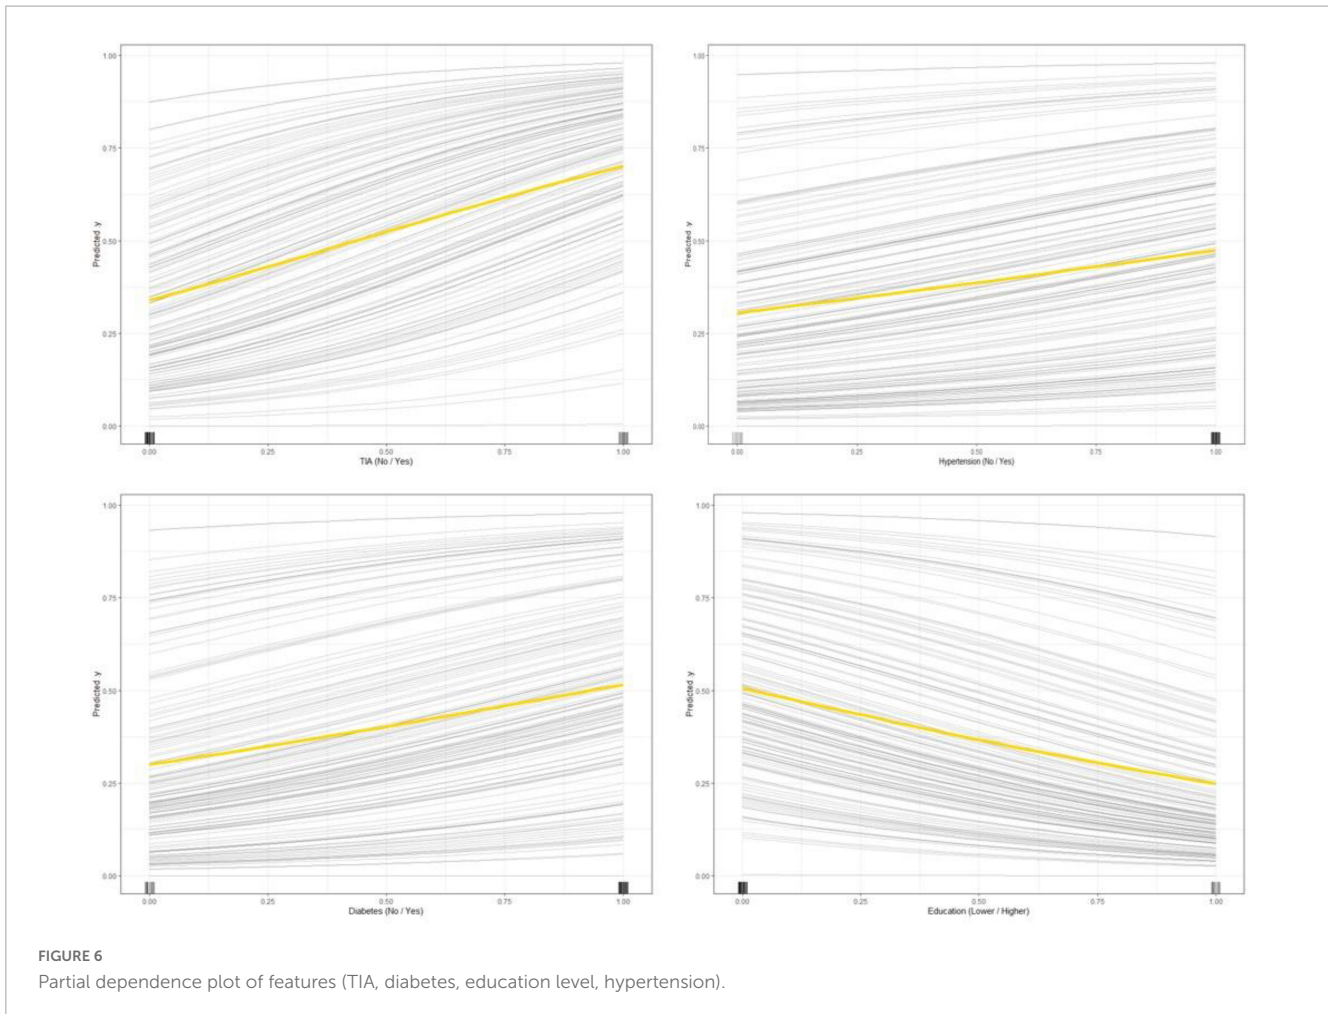 1.00
0.75
0.50
0.25
0.00
Predicted y
0.00 0.25 0.50 0.75 1.00
TIA (No / Yes)
1.00
0.75
0.50
0.25
0.00
Predicted y
0.00 0.25 0.50 0.75 1.00
Hypertension (No / Yes)
1.00
0.75
0.50
0.25
0.00
Predicted y
0.00 0.25 0.50 0.75 1.00
Diabetes (No / Yes)
1.00
0.75
0.50
0.25
0.00
Predicted y
0.00 0.25 0.50 0.75 1.00
Education (Lower / Higher)
FIGURE 6
Partial dependence plot of features (TIA, diabetes, education level, hypertension).